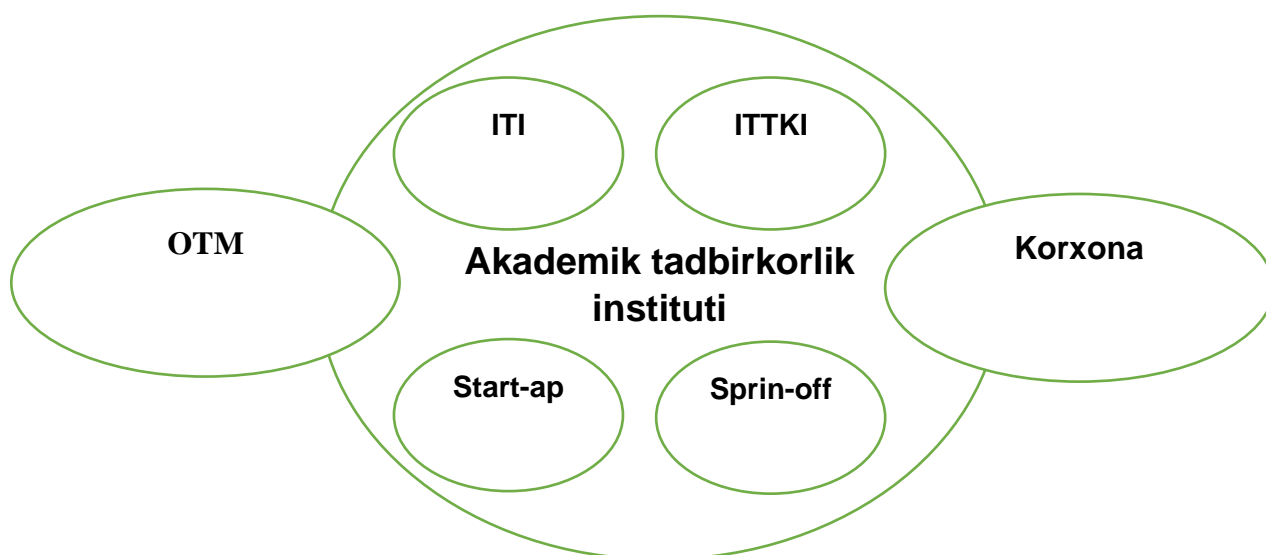 ITI
ITTKI
OTM
Akademik tadbirkorlik
instituti
Korxona
Start-ap
Sprin-off